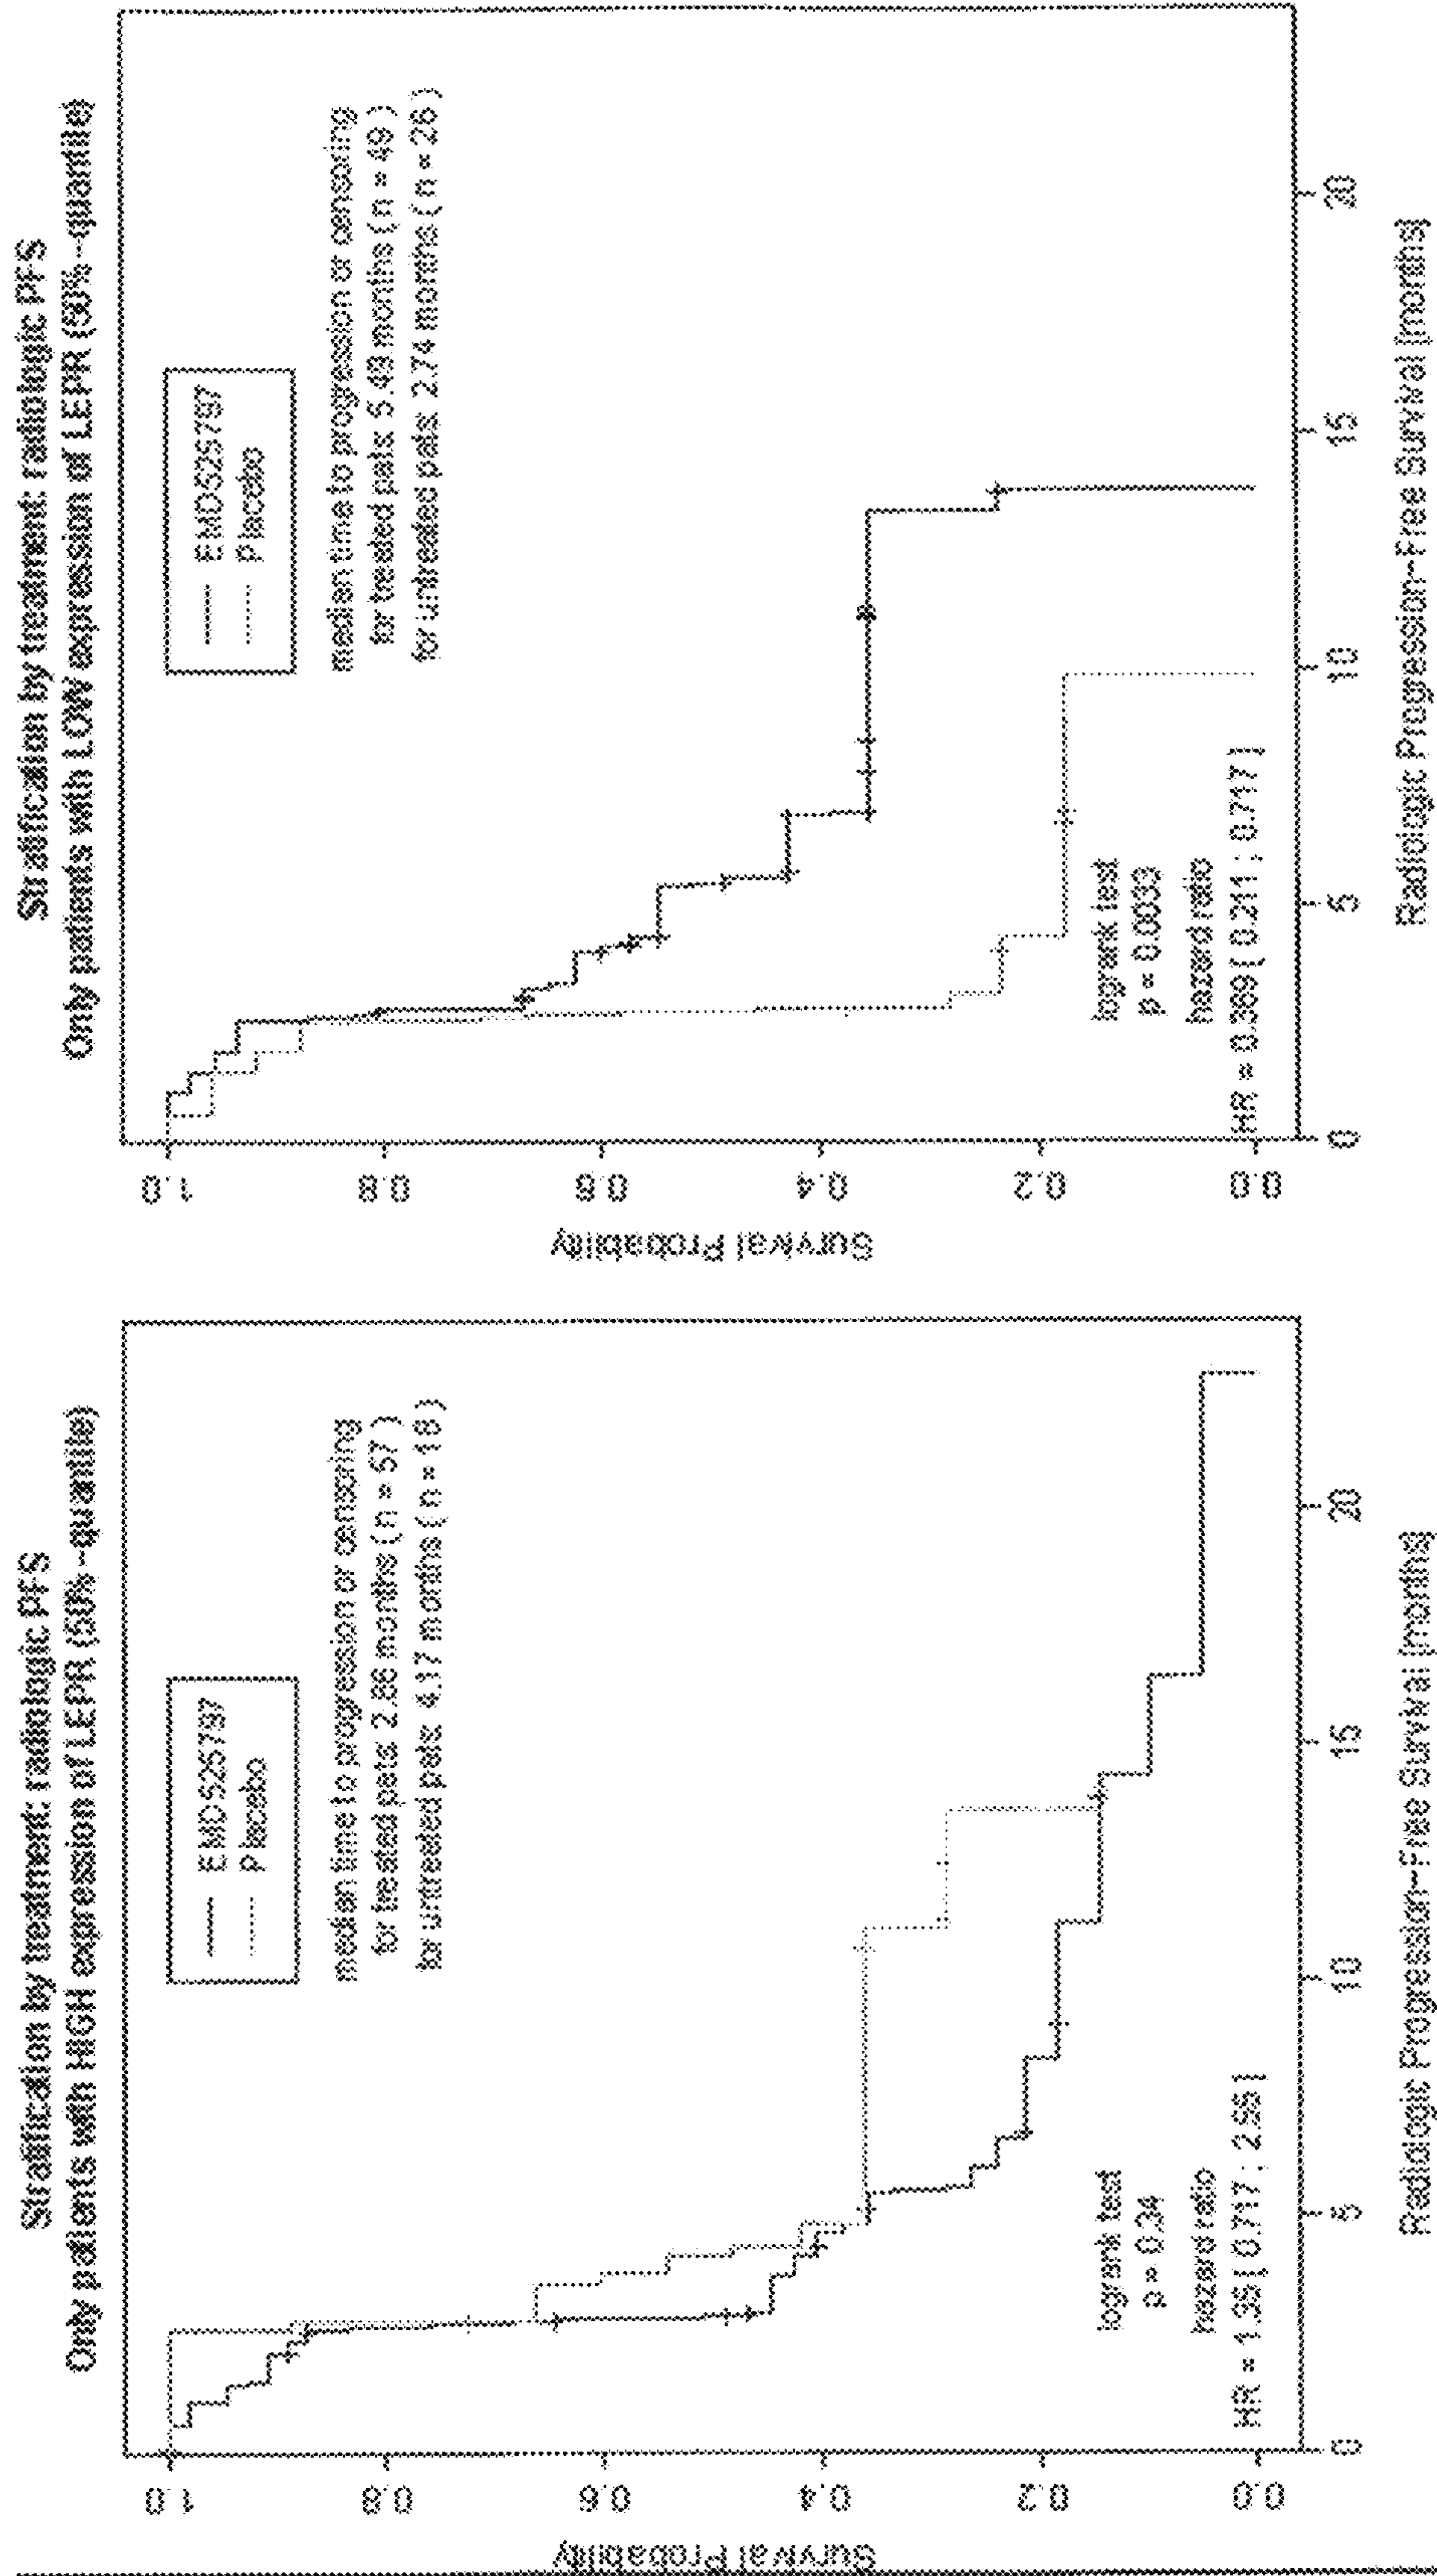 Stratification by treatment: radiologic PFS
Only patients with HIGH expression of LEPR (50%-quantile)
EMD525797
Placebo
median time to progression or censoring
for treated pats: 2.86 months ( n = 57 )
for untreated pats: 4.17 months ( n = 18 )
logrank test
p = 0.34
hazard ratio
HR = 1.35 [ 0.717 ; 2.55 ]
Survival Probability
1.0
0.8
0.6
0.4
0.2
0.0
0
5
10
15
20
Radiologic Progression-Free Survival [months]
Stratification by treatment: radiologic PFS
Only patients with LOW expression of LEPR (50%-quantile)
EMD525797
Placebo
median time to progression or censoring
for treated pats: 5.49 months ( n = 49 )
for untreated pats: 2.74 months ( n = 26 )
logrank test
p = 0.0033
hazard ratio
HR = 0.389 [ 0.211 ; 0.717 ]
Survival Probability
1.0
0.8
0.6
0.4
0.2
0.0
0
5
10
15
20
Radiologic Progression-Free Survival [months]